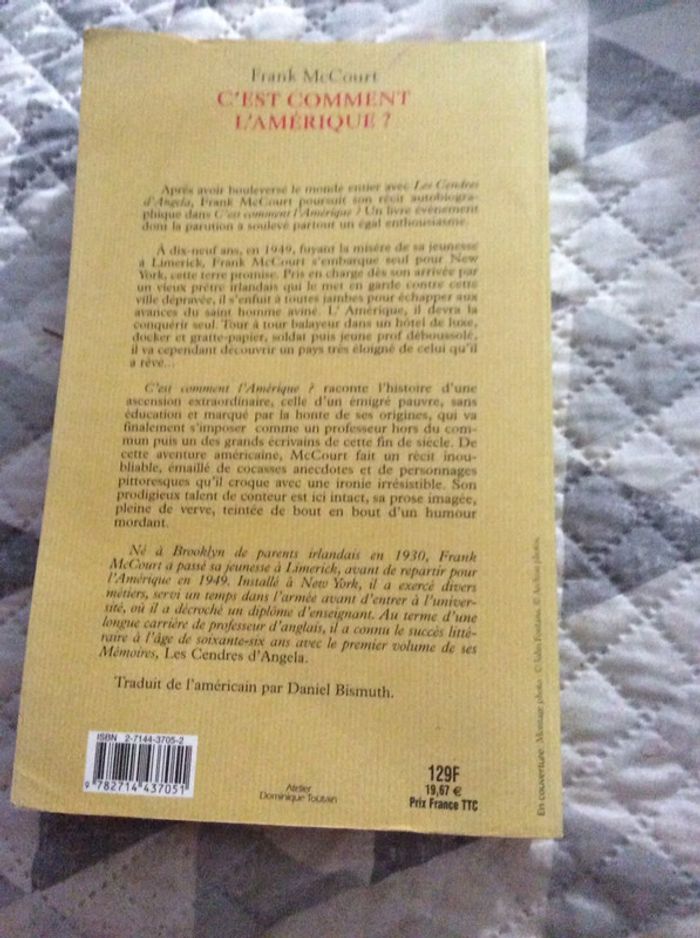 Frank McCourt
C'EST COMMENT
L'AMÉRIQUE ?
Après avoir bouleversé le monde entier avec Les Cendres
d'Angela, Frank McCourt poursuit son récit autobiogra-
phique dans C'est comment l'Amérique ? Un livre événement
dont la parution a soulevé partout un égal enthousiasme.
À dix-neuf ans, en 1949, fuyant la misère de sa jeunesse
à Limerick, Frank McCourt s'embarque seul pour New
York, cette terre promise. Pris en charge dès son arrivée par
un vieux prêtre irlandais qui le met en garde contre cette
ville dépravée, il s'enfuit à toutes jambes pour échapper aux
avances du saint homme aviné. L'Amérique, il devra la
conquérir seul. Tour à tour balayeur dans un hôtel de luxe,
docker et gratte-papier, soldat puis jeune prof déboussolé,
il va cependant découvrir un pays très éloigné de celui qu'il
a rêvé...
C'est comment l'Amérique ? raconte l'histoire d'une
ascension extraordinaire, celle d'un émigré pauvre, sans
éducation et marqué par la honte de ses origines, qui va
finalement s'imposer comme un professeur hors du com-
mun puis un des grands écrivains de cette fin de siècle. De
cette aventure américaine, McCourt fait un récit inou-
bliable, émaillé de cocasses anecdotes et de personnages
pittoresques qu'il croque avec une ironie irrésistible. Son
prodigieux talent de conteur est ici intact, sa prose imagée,
pleine de verve, teintée de bout en bout d'un humour
mordant.
Né à Brooklyn de parents irlandais en 1930, Frank
McCourt a passé sa jeunesse à Limerick, avant de repartir pour
l'Amérique en 1949. Installé à New York, il a exercé divers
métiers, servi un temps dans l'armée avant d'entrer à l'univer-
sité, où il a décroché un diplôme d'enseignant. Au terme d'une
longue carrière de professeur d'anglais, il a connu le succès litté-
raire à l'âge de soixante-six ans avec le premier volume de ses
Mémoires, Les Cendres d'Angela.
Traduit de l'américain par Daniel Bismuth.
ISBN 2-7144-3705-2
9 782714 437051
Atelier
Dominique Toutain
129F
19,67 €
Prix France TTC
En couverture : Montage photo © John Fontana, © Archive photos.